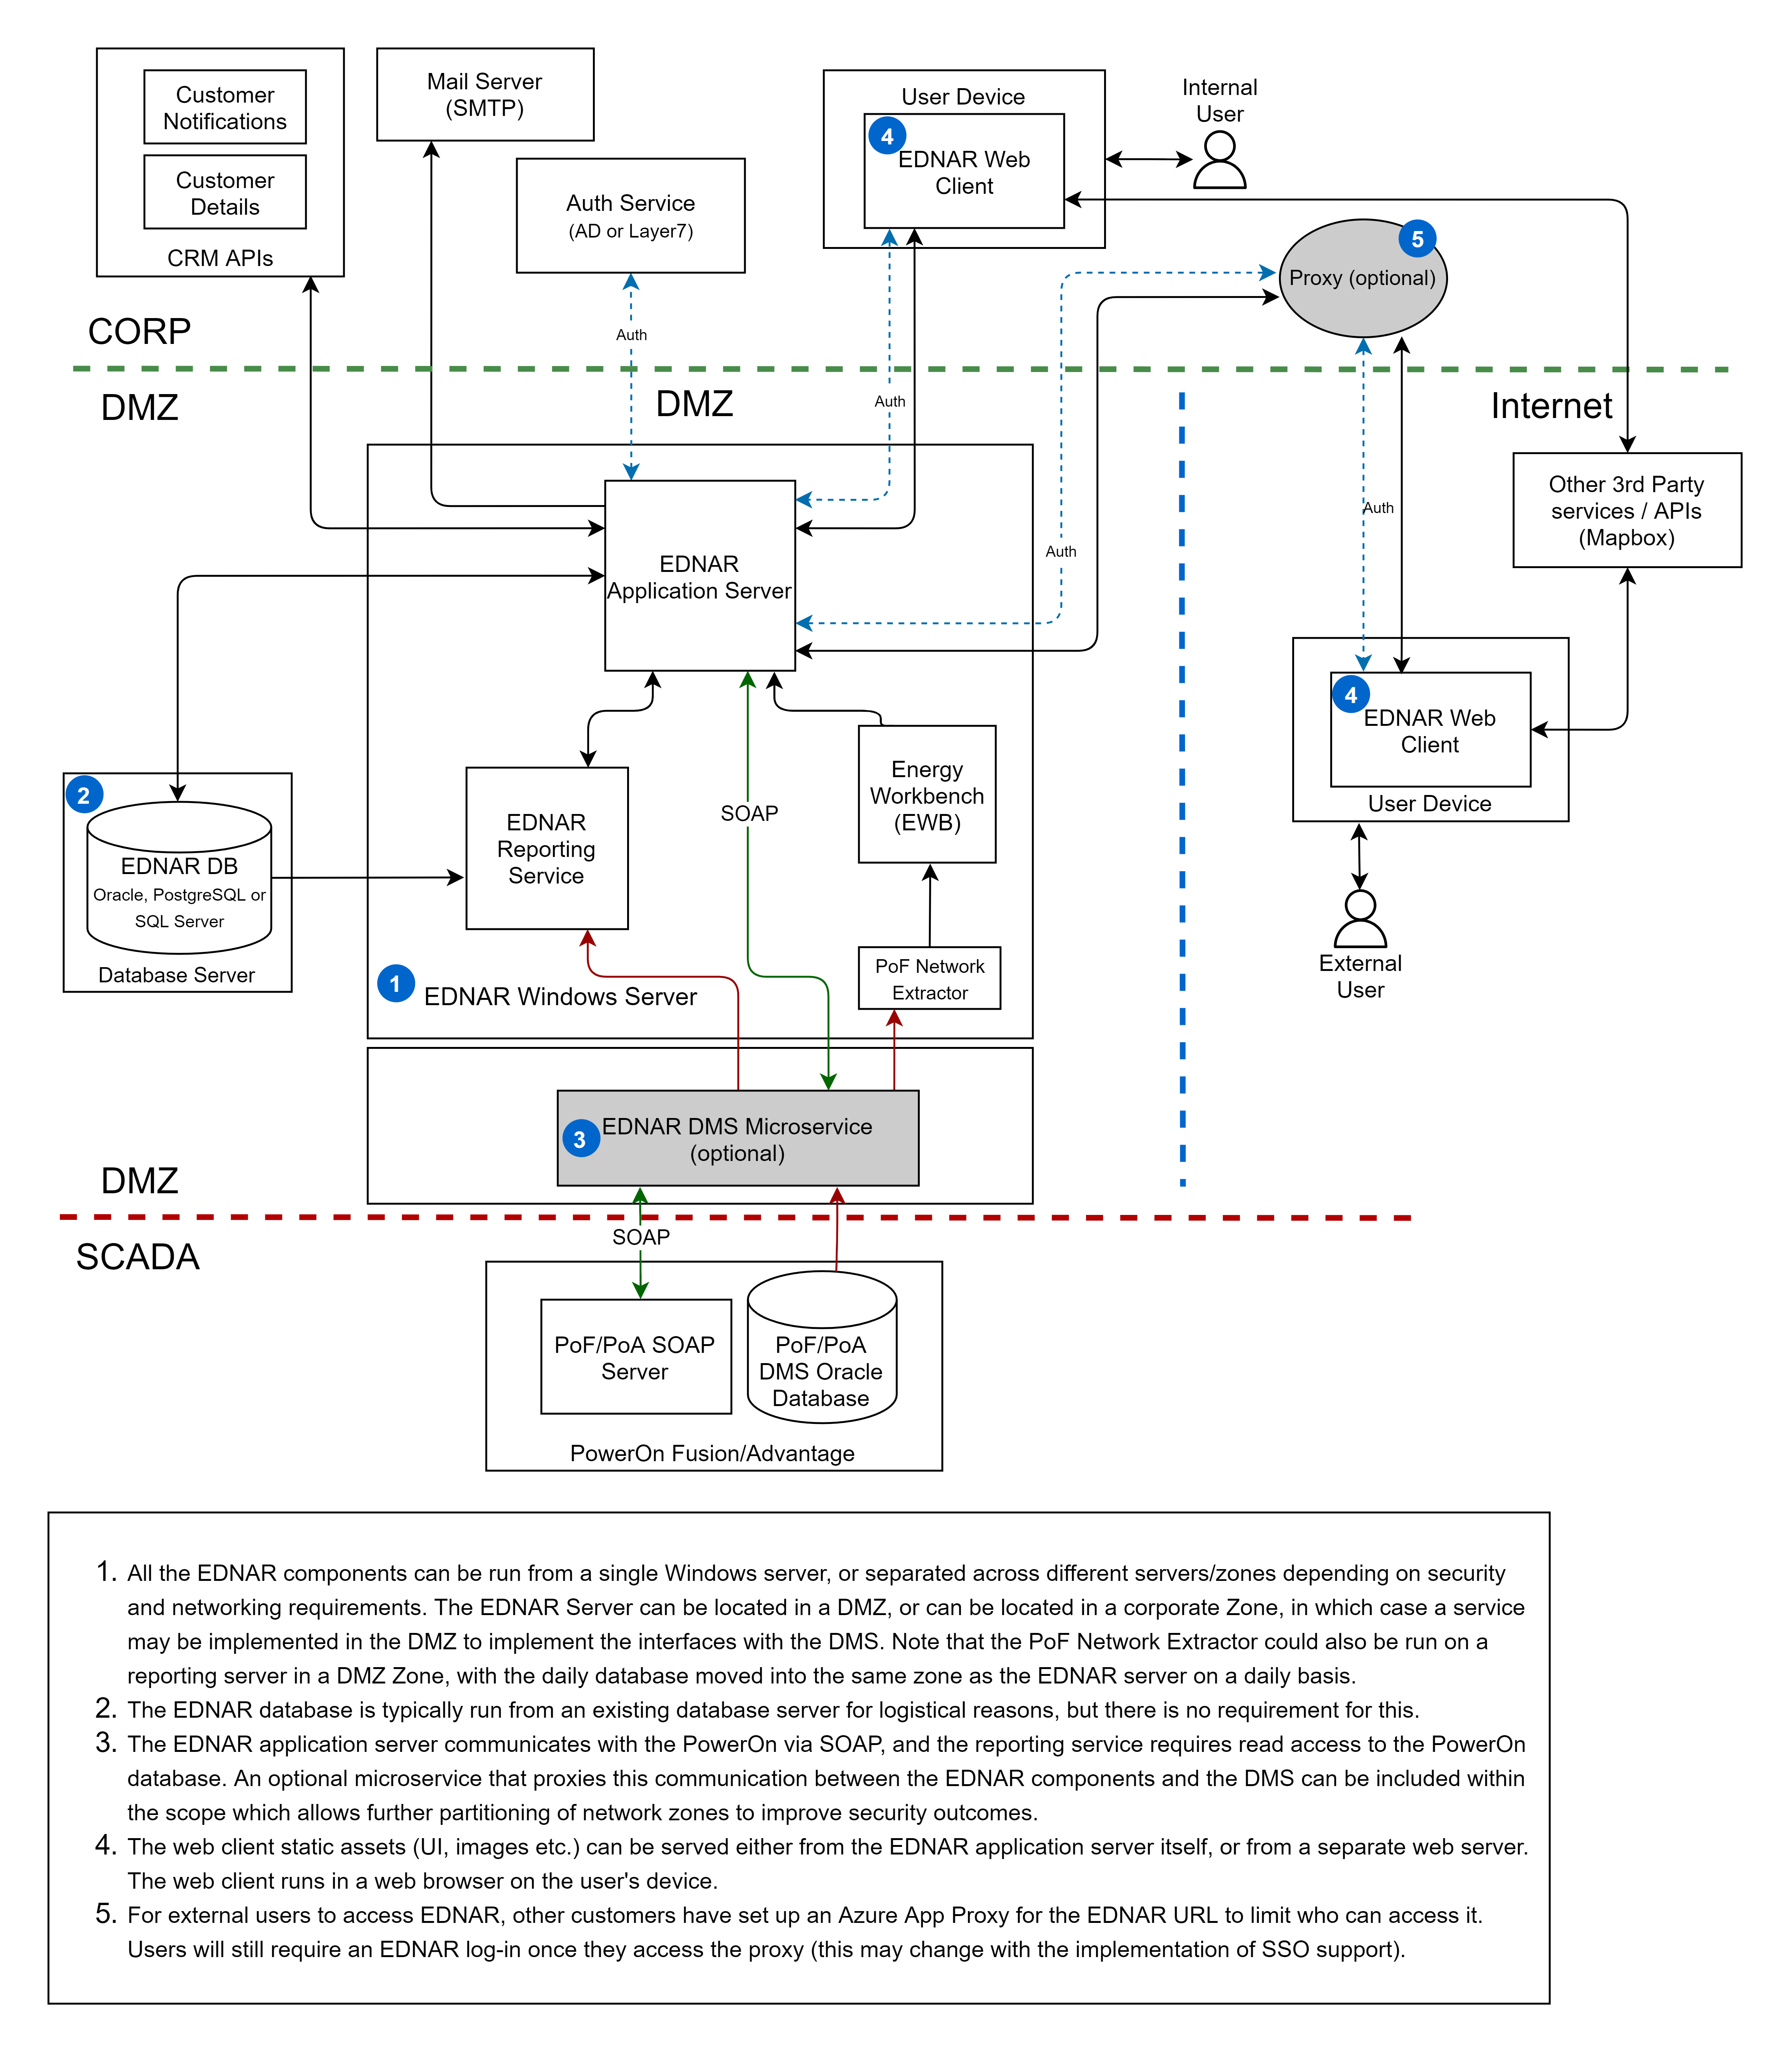 Customer
Notifications
Customer
Details
CRM APIs
Mail Server
(SMTP)
Auth Service
(AD or Layer7)
User Device
4
EDNAR Web
Client
Internal
User
5
Proxy (optional)
CORP
Auth
DMZ
DMZ
Auth
Internet
Other 3rd Party
services / APIs
(Mapbox)
Auth
Auth
EDNAR
Application Server
4
EDNAR Web
Client
User Device
External
User
2
EDNAR DB
Oracle, PostgreSQL or
SQL Server
Database Server
EDNAR
Reporting
Service
SOAP
Energy
Workbench
(EWB)
PoF Network
Extractor
1
EDNAR Windows Server
3
EDNAR DMS Microservice
(optional)
DMZ
SOAP
SCADA
PoF/PoA SOAP
Server
PoF/PoA
DMS Oracle
Database
PowerOn Fusion/Advantage
1. All the EDNAR components can be run from a single Windows server, or separated across different servers/zones depending on security
and networking requirements. The EDNAR Server can be located in a DMZ, or can be located in a corporate Zone, in which case a service
may be implemented in the DMZ to implement the interfaces with the DMS. Note that the PoF Network Extractor could also be run on a
reporting server in a DMZ Zone, with the daily database moved into the same zone as the EDNAR server on a daily basis.
2. The EDNAR database is typically run from an existing database server for logistical reasons, but there is no requirement for this.
3. The EDNAR application server communicates with the PowerOn via SOAP, and the reporting service requires read access to the PowerOn
database. An optional microservice that proxies this communication between the EDNAR components and the DMS can be included within
the scope which allows further partitioning of network zones to improve security outcomes.
4. The web client static assets (UI, images etc.) can be served either from the EDNAR application server itself, or from a separate web server.
The web client runs in a web browser on the user's device.
5. For external users to access EDNAR, other customers have set up an Azure App Proxy for the EDNAR URL to limit who can access it.
Users will still require an EDNAR log-in once they access the proxy (this may change with the implementation of SSO support).